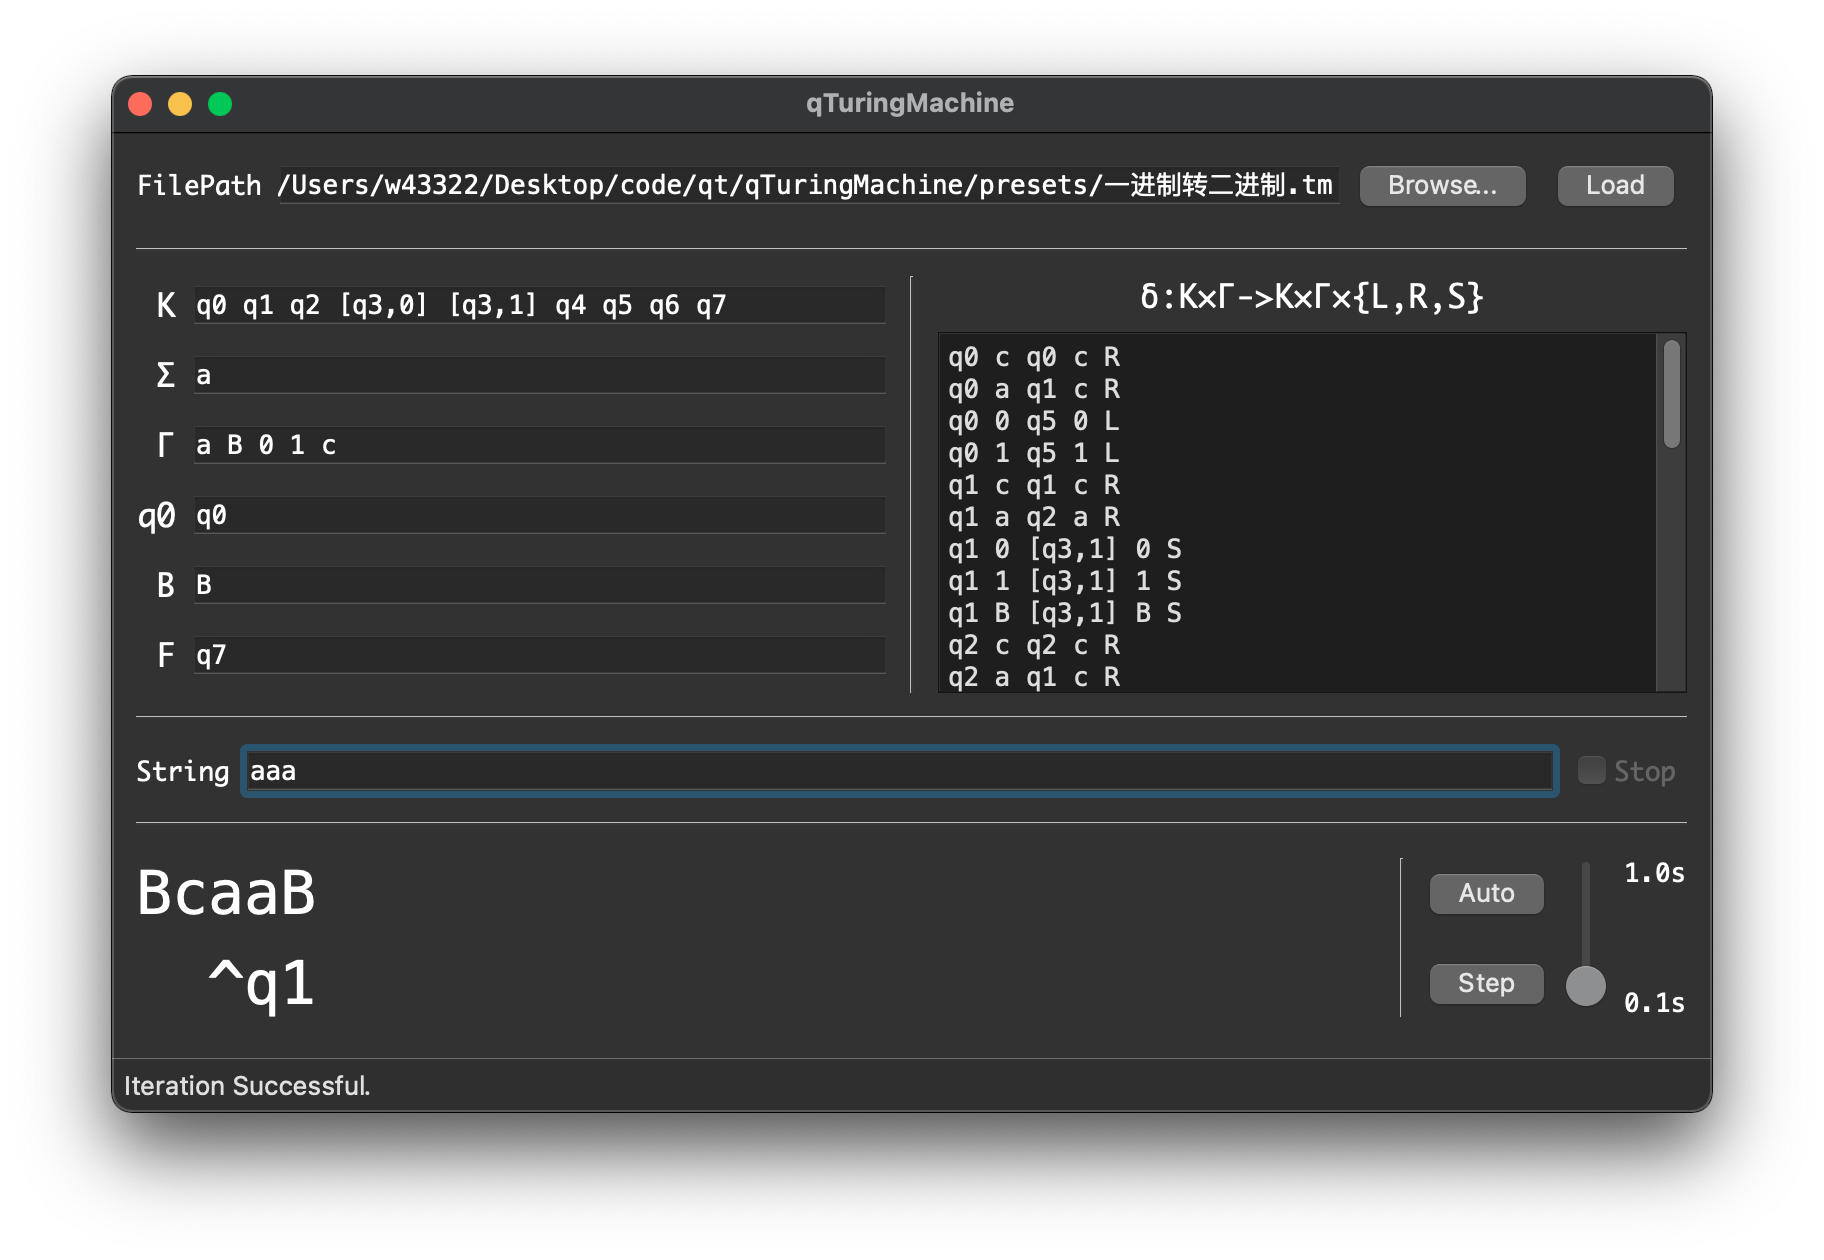 qTuringMachine
FilePath /Users/w43322/Desktop/code/qt/qTuringMachine/presets/一进制转二进制.tm Browse... Load
K q0 q1 q2 [q3,0] [q3,1] q4 q5 q6 q7
Σ a
Γ a B 0 1 c
q0 q0
B B
F q7
δ:K×Γ->K×Γ×{L,R,S}
q0 c q0 c R
q0 a q1 c R
q0 0 q5 0 L
q0 1 q5 1 L
q1 c q1 c R
q1 a q2 a R
q1 0 [q3,1] 0 S
q1 1 [q3,1] 1 S
q1 B [q3,1] B S
q2 c q2 c R
q2 a q1 c R
String aaa Stop
BcaaB
^q1
Auto
Step
1.0s
0.1s
Iteration Successful.